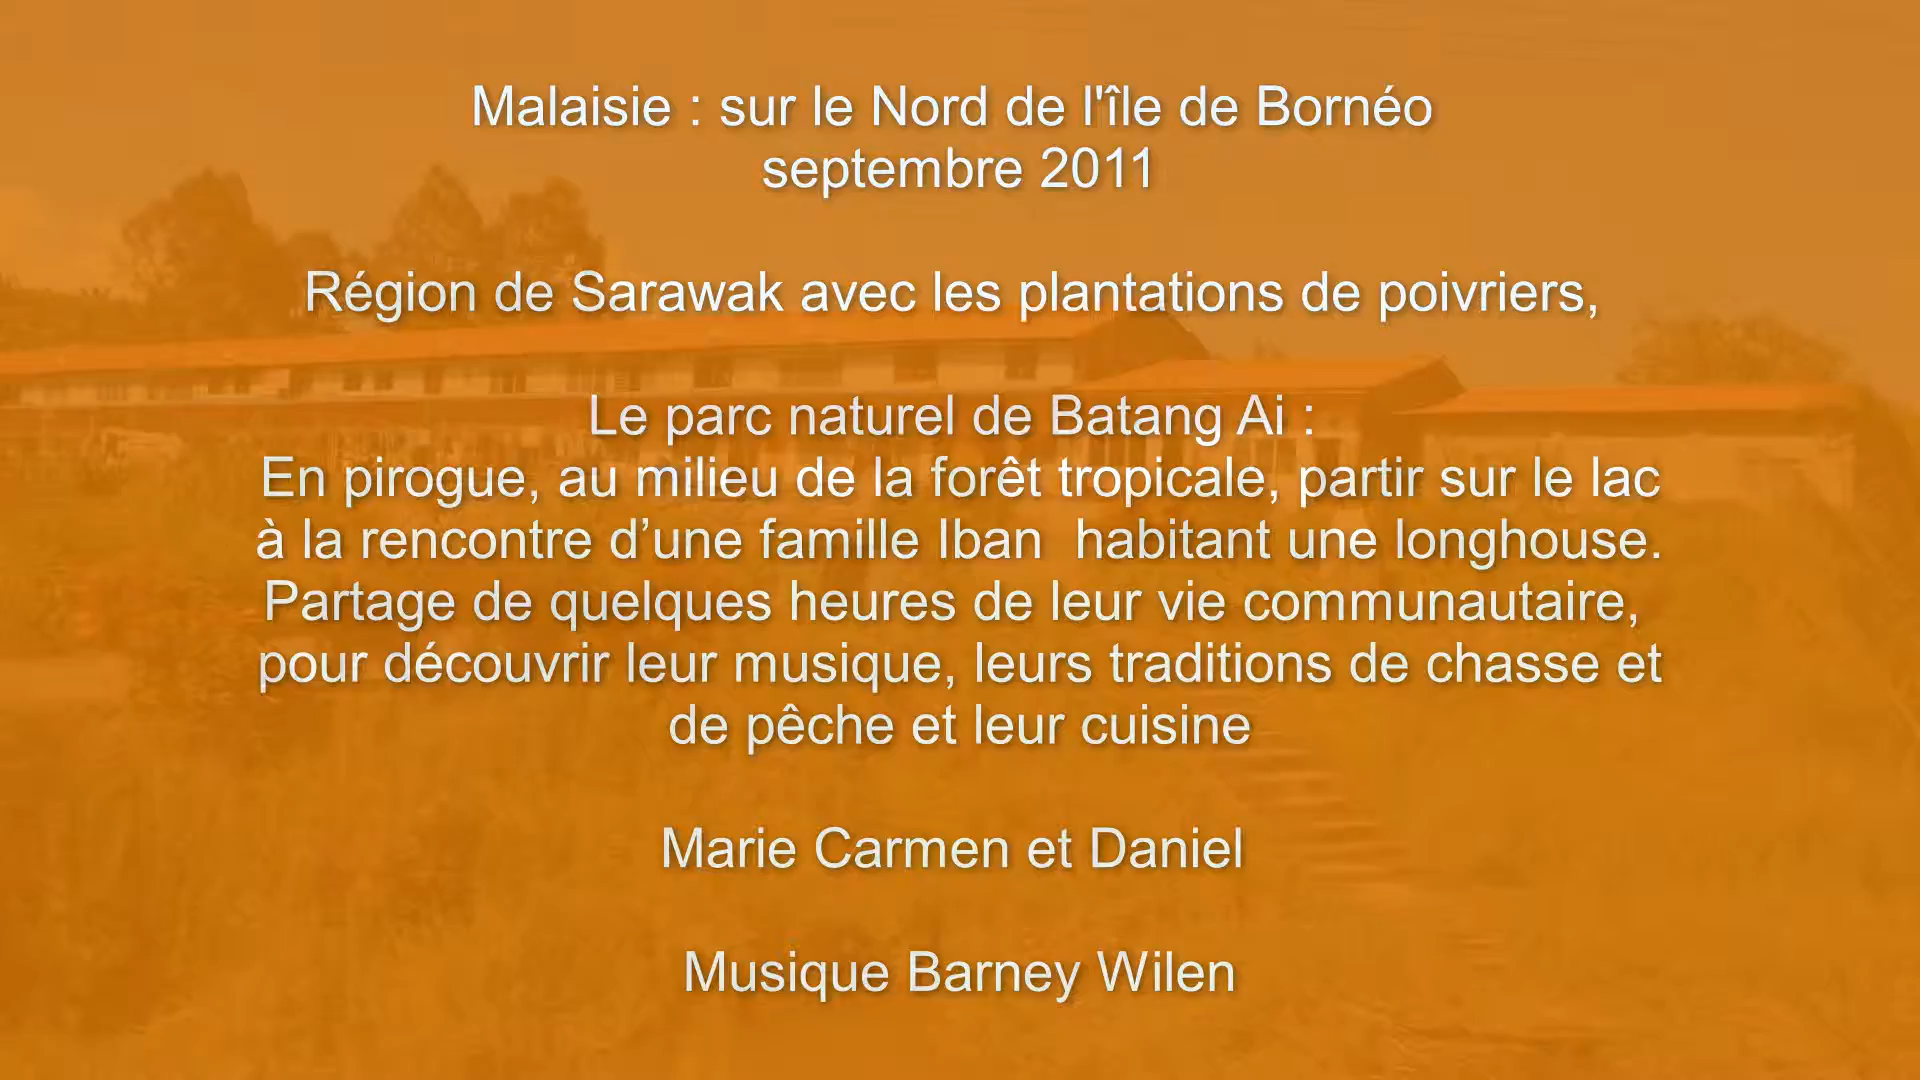 Malaisie : sur le Nord de l'île de Bornéo
septembre 2011
Région de Sarawak avec les plantations de poivriers,
Le parc naturel de Batang Ai :
En pirogue, au milieu de la forêt tropicale, partir sur le lac
à la rencontre d’une famille Iban  habitant une longhouse.
Partage de quelques heures de leur vie communautaire,
pour découvrir leur musique, leurs traditions de chasse et
de pêche et leur cuisine
Marie Carmen et Daniel
Musique Barney Wilen